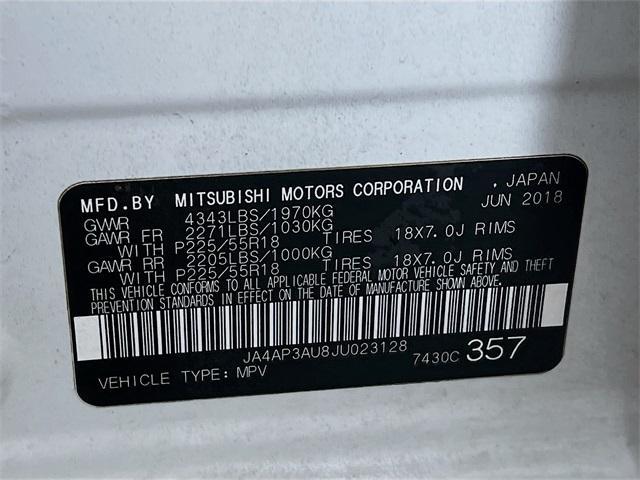 MFD.BY MITSUBISHI MOTORS CORPORATION , JAPAN
GVWR 4343LBS/1970KG JUN 2018
GAWR FR 2271LBS/1030KG
WITH P225/55R18 TIRES 18X7.0J RIMS
GAWR RR 2205LBS/1000KG
WITH P225/55R18 TIRES 18X7.0J RIMS
THIS VEHICLE CONFORMS TO ALL APPLICABLE FEDERAL MOTOR VEHICLE SAFETY AND THEFT
PREVENTION STANDARDS IN EFFECT ON THE DATE OF MANUFACTURE SHOWN ABOVE.
JA4AP3AU8JU023128 7430C 357
VEHICLE TYPE: MPV